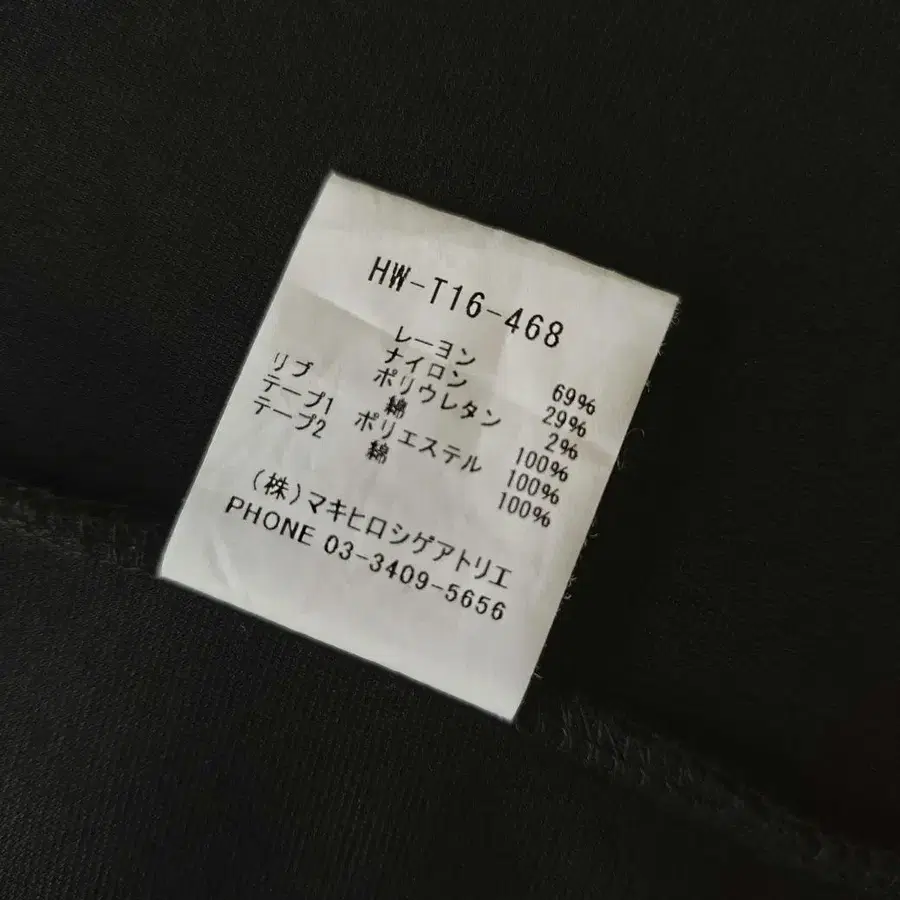 HW-T16-468
レーヨン 69%
ナイロン 29%
ポリウレタン 2%
リブ 綿 100%
テープ1 ポリエステル 100%
テープ2 綿 100%
(株)マキヒロシゲアトリエ
PHONE 03-3409-5656